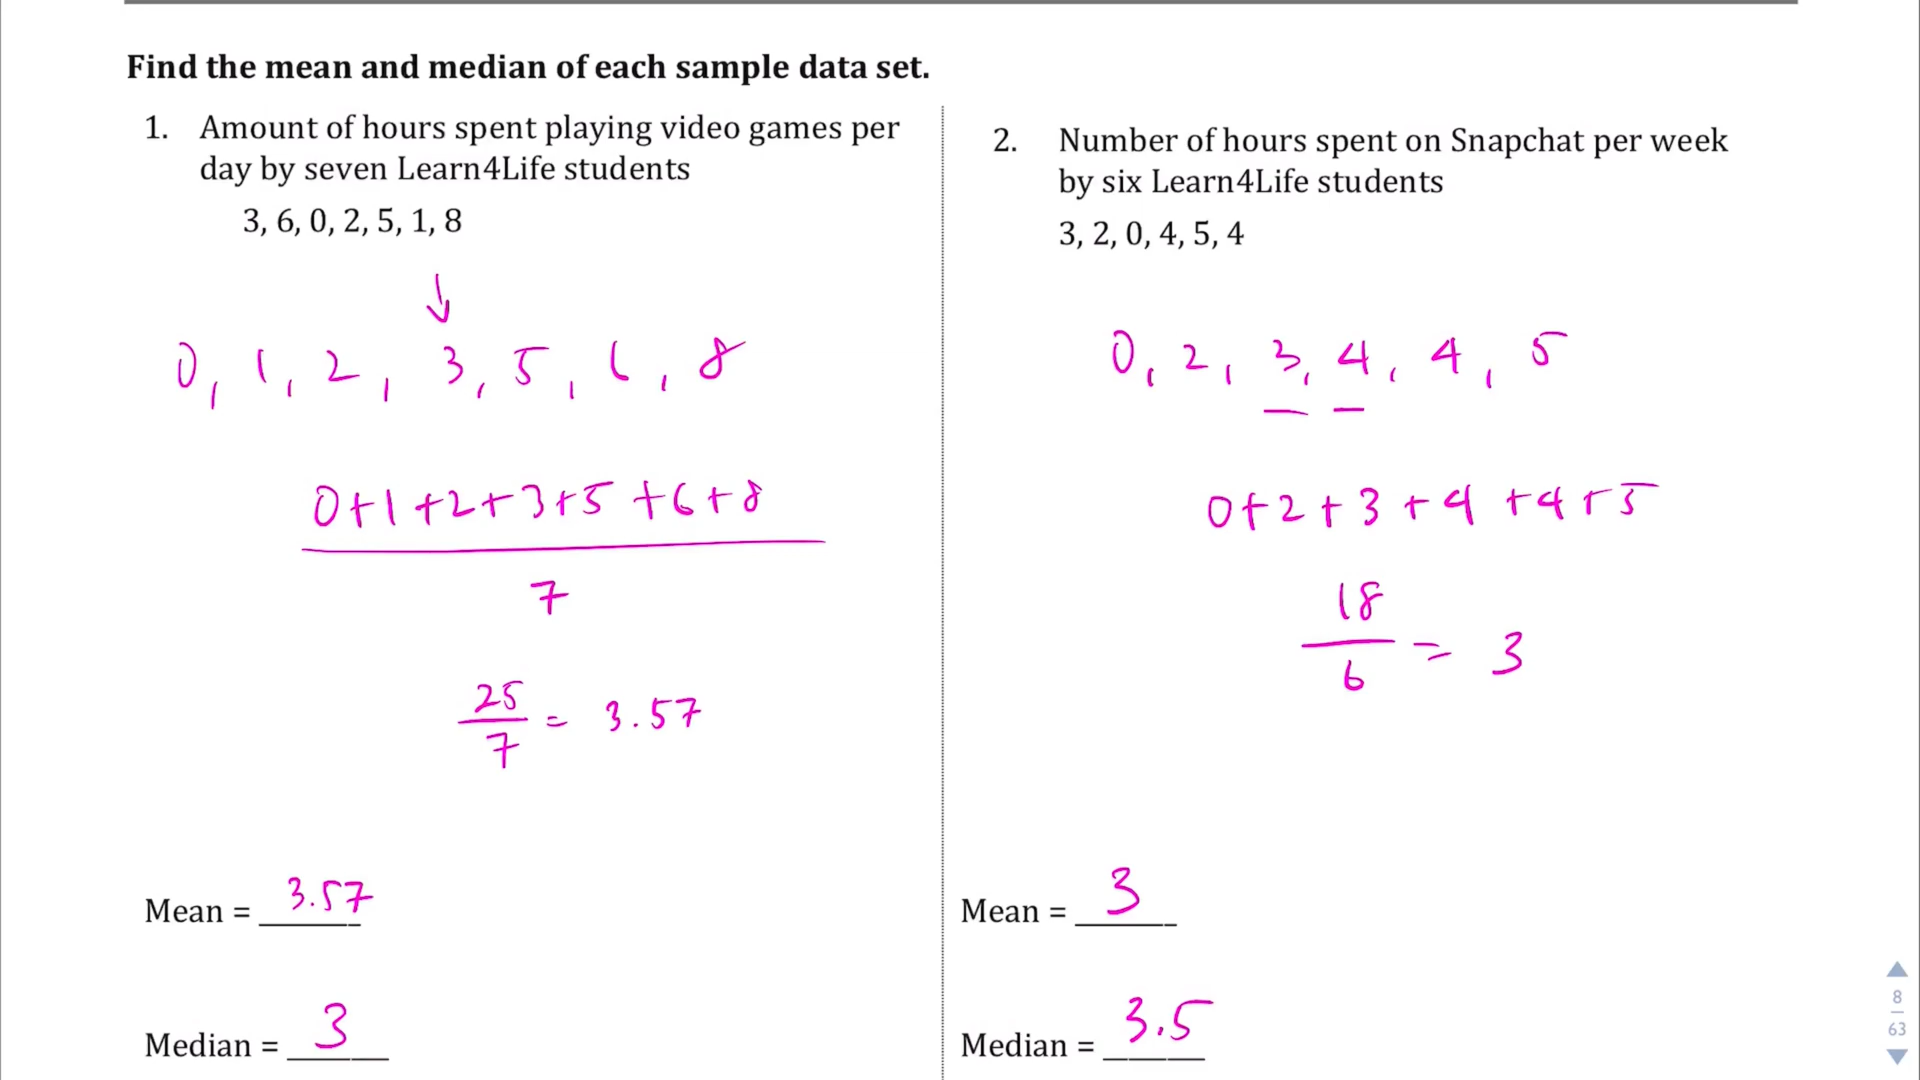 Find the mean and median of each sample data set.
1. Amount of hours spent playing video games per
day by seven Learn4Life students
3, 6, 0, 2, 5, 1, 8
0, 1, 2, 3, 5, 6, 8
0+1+2+3+5+6+8
7
25
7
= 3.57
Mean = 3.57
Median = 3
2. Number of hours spent on Snapchat per week
by six Learn4Life students
3, 2, 0, 4, 5, 4
0, 2, 3, 4, 4, 5
0+2+3+4+4+5
18
6
= 3
Mean = 3
Median = 3.5
8
63